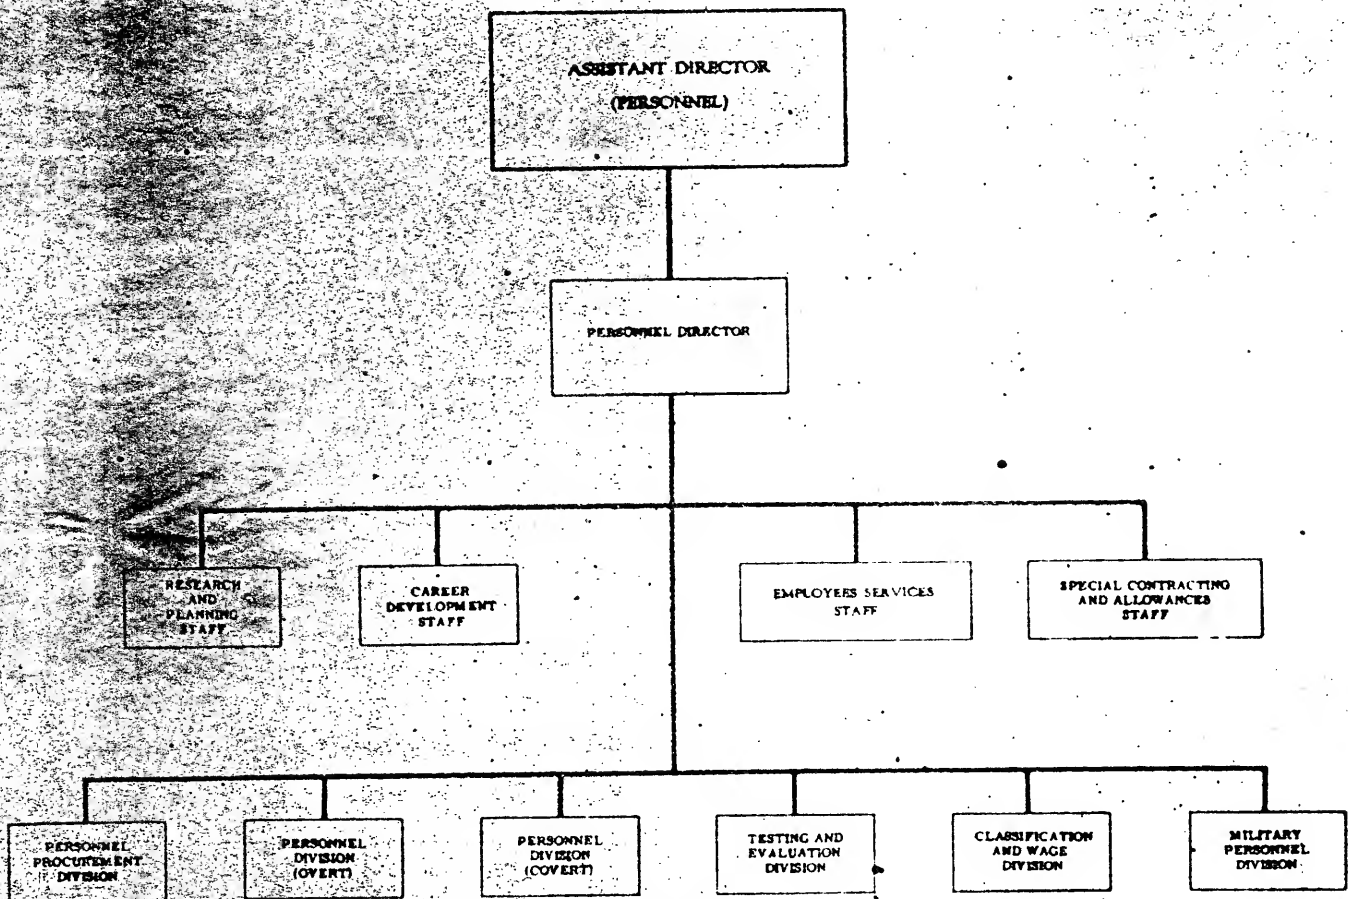 ASSISTANT DIRECTOR
(PERSONNEL)
PERSONNEL DIRECTOR
RESEARCH
AND
PLANNING
STAFF
CAREER
DEVELOPMENT
STAFF
EMPLOYEES SERVICES
STAFF
SPECIAL CONTRACTING
AND ALLOWANCES
STAFF
PERSONNEL
PROCUREMENT
DIVISION
PERSONNEL
DIVISION
(OVERT)
PERSONNEL
DIVISION
(COVERT)
TESTING AND
EVALUATION
DIVISION
CLASSIFICATION
AND WAGE
DIVISION
MILITARY
PERSONNEL
DIVISION